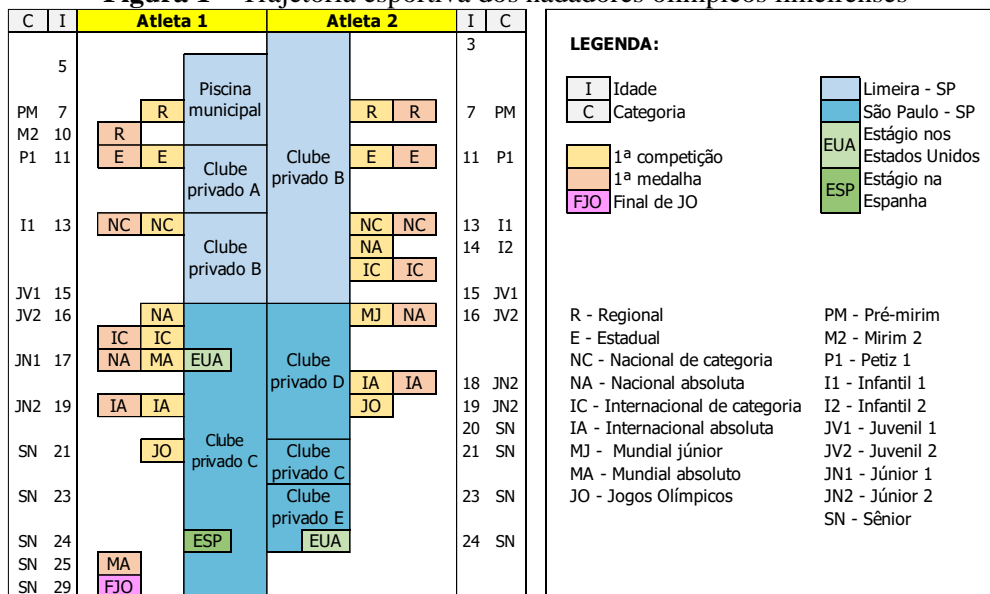 Figura 1 – Trajetória esportiva dos nadadores olímpicos limeirenses
C I Atleta 1 Atleta 2 I C
3
5
Piscina
municipal
PM 7 R R R 7 PM
M2 10 R
P1 11 E E E E 11 P1
Clube
privado A
Clube
privado B
I1 13 NC NC NC NC 13 I1
Clube
privado B
NA 14 I2
IC IC
JV1 15 15 JV1
JV2 16 NA MJ NA 16 JV2
IC IC
JN1 17 NA MA EUA
Clube
privado D
IA IA 18 JN2
JN2 19 IA IA JO 19 JN2
20 SN
Clube
privado C
SN 21 JO 21 SN
Clube
privado C
SN 23 23 SN
Clube
privado E
SN 24 ESP EUA 24 SN
SN 25 MA
SN 29 FJO
LEGENDA:
I Idade
C Categoria
1ª competição
1ª medalha
FJO Final de JO
Limeira - SP
São Paulo - SP
EUA Estágio nos
Estados Unidos
ESP Estágio na
Espanha
R - Regional
E - Estadual
NC - Nacional de categoria
NA - Nacional absoluta
IC - Internacional de categoria
IA - Internacional absoluta
MJ - Mundial júnior
MA - Mundial absoluto
JO - Jogos Olímpicos
PM - Pré-mirim
M2 - Mirim 2
P1 - Petiz 1
I1 - Infantil 1
I2 - Infantil 2
JV1 - Juvenil 1
JV2 - Juvenil 2
JN1 - Júnior 1
JN2 - Júnior 2
SN - Sênior